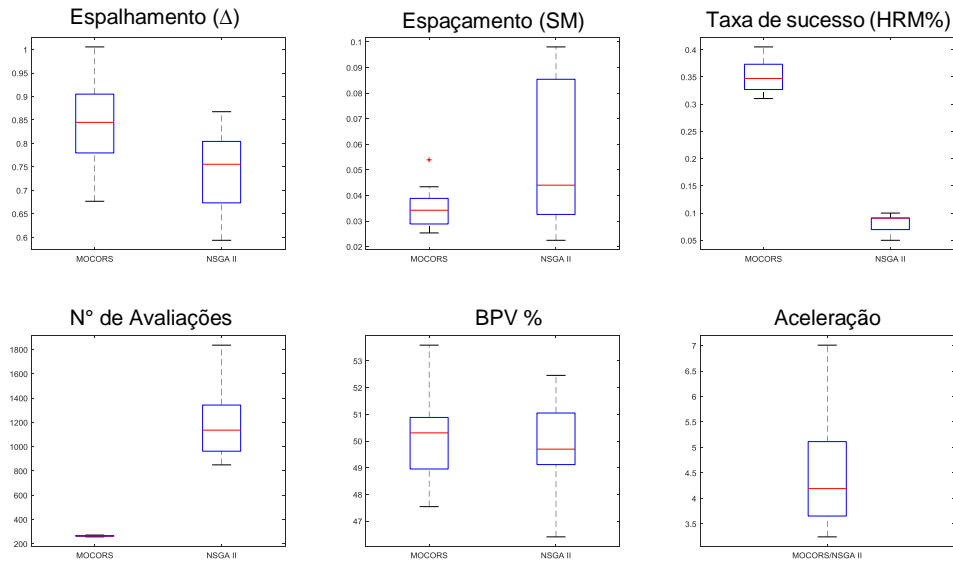 Espalhamento (Δ)
1
0.95
0.9
0.85
0.8
0.75
0.7
0.65
0.6
MOCORS
NSGA II
Espaçamento (SM)
0.1
0.09
0.08
0.07
0.06
0.05
0.04
0.03
0.02
MOCORS
NSGA II
Taxa de sucesso (HRM%)
0.4
0.35
0.3
0.25
0.2
0.15
0.1
0.05
MOCORS
NSGA II
N° de Avaliações
1800
1600
1400
1200
1000
800
600
400
200
MOCORS
NSGA II
BPV %
53
52
51
50
49
48
47
MOCORS
NSGA II
Aceleração
7
6.5
6
5.5
5
4.5
4
3.5
MOCORS/NSGA II